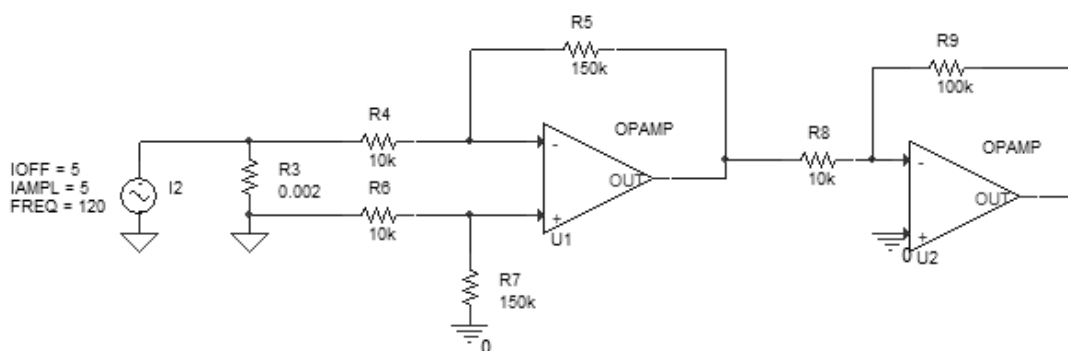 R5
150k
R9
100k
R4
10k
OPAMP
R8
10k
OPAMP
IOFF = 5
IAMPL = 5
FREQ = 120
I2
R3
0.002
R6
10k
-
+
OUT
U1
-
+
OUT
U2
0
R7
150k
0